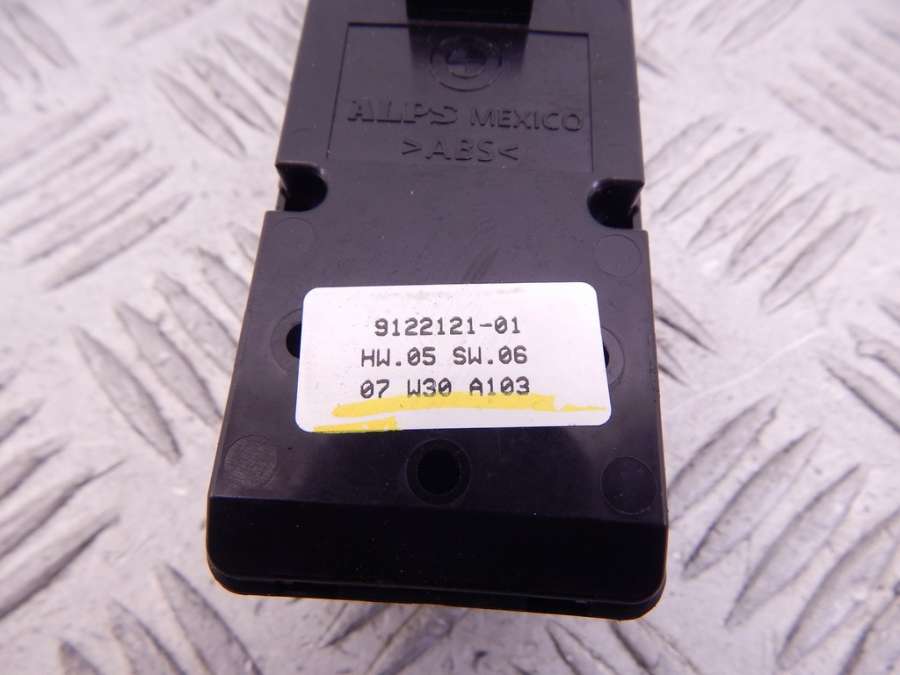 ALPS MEXICO
>ABS<
9122121-01
HW.05 SW.06
07 W30 A103